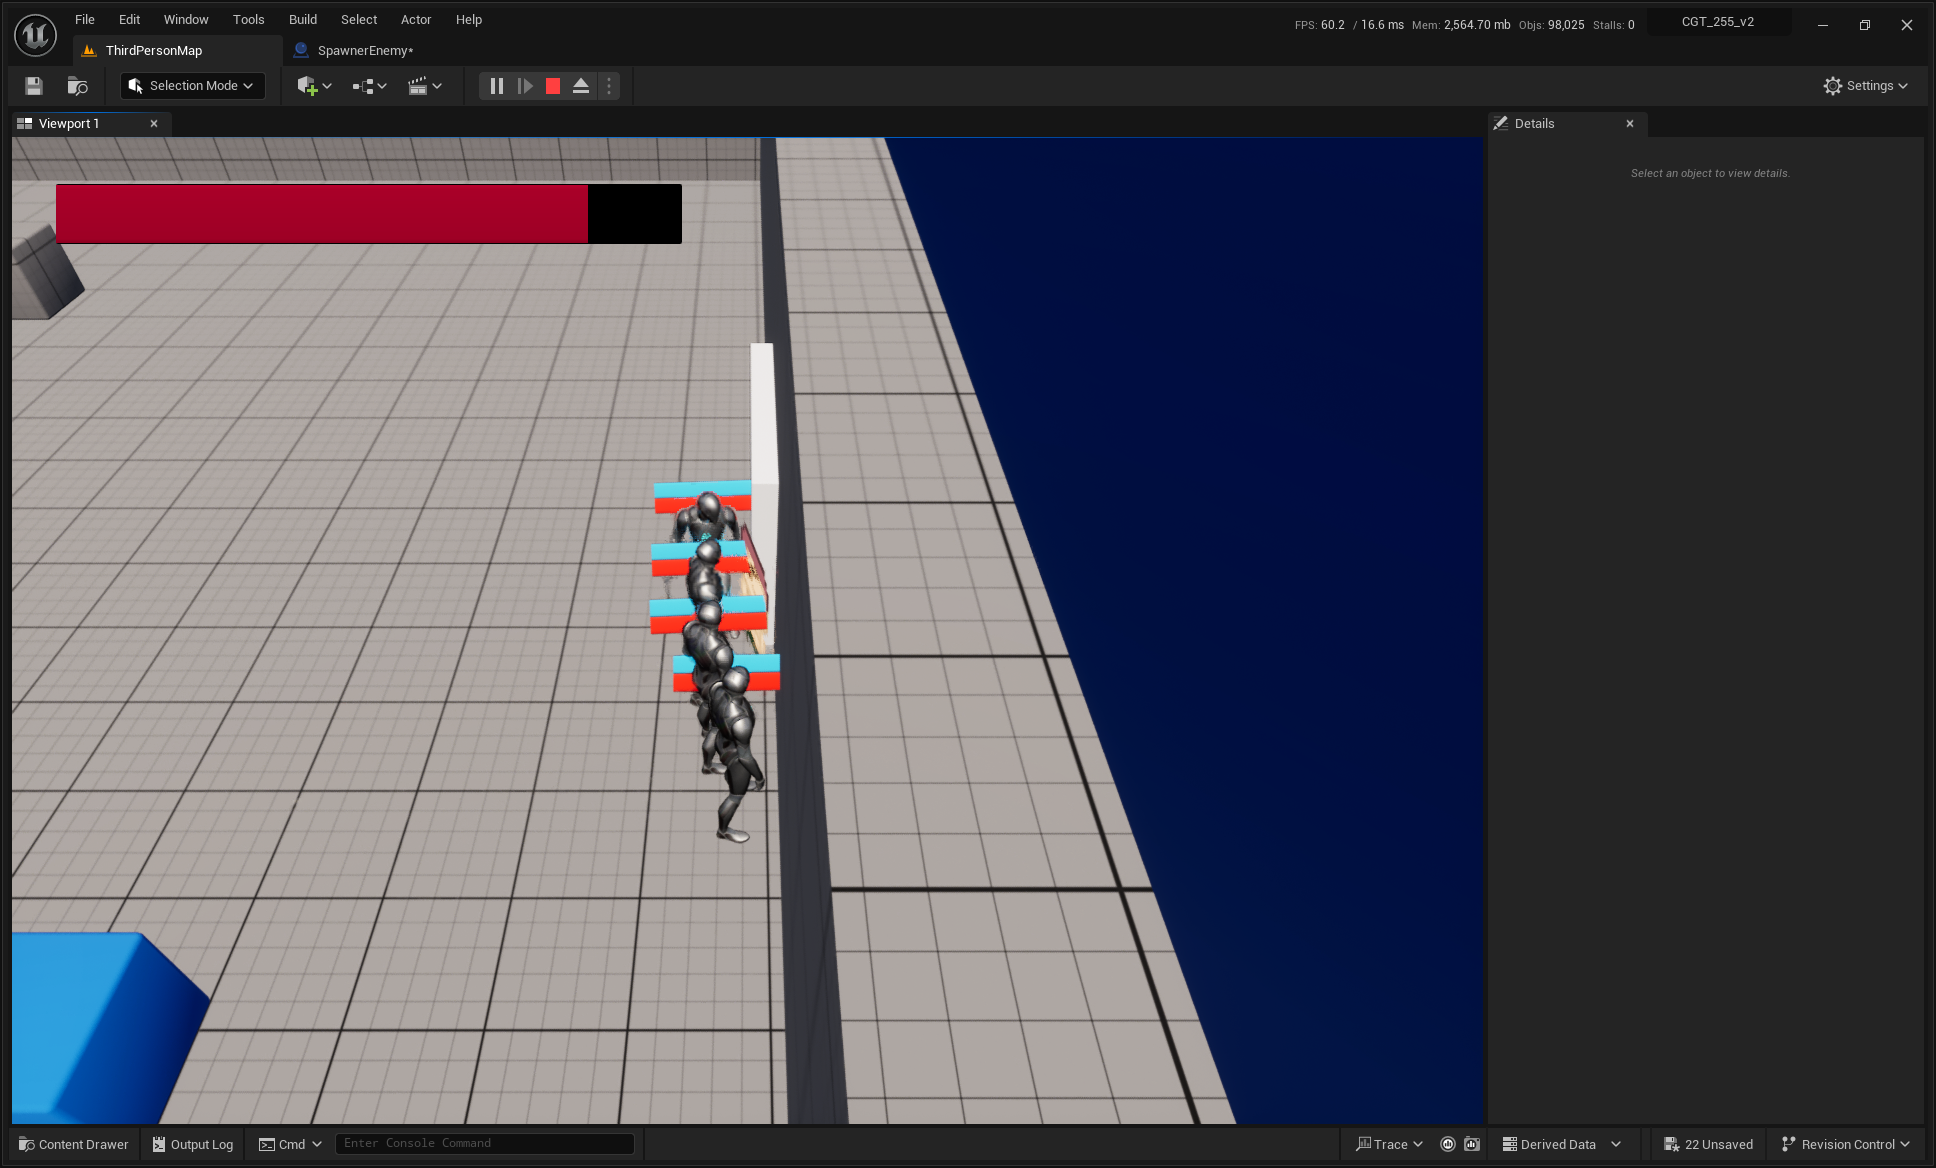 File Edit Window Tools Build Select Actor Help
FPS: 60.2 / 16.6 ms Mem: 2,564.70 mb Objs: 98,025 Stalls: 0
CGT_255_v2
ThirdPersonMap
SpawnerEnemy*
Selection Mode
Settings
Viewport 1
Details
Select an object to view details.
Content Drawer
Output Log
Cmd
Enter Console Command
Trace
Derived Data
22 Unsaved
Revision Control